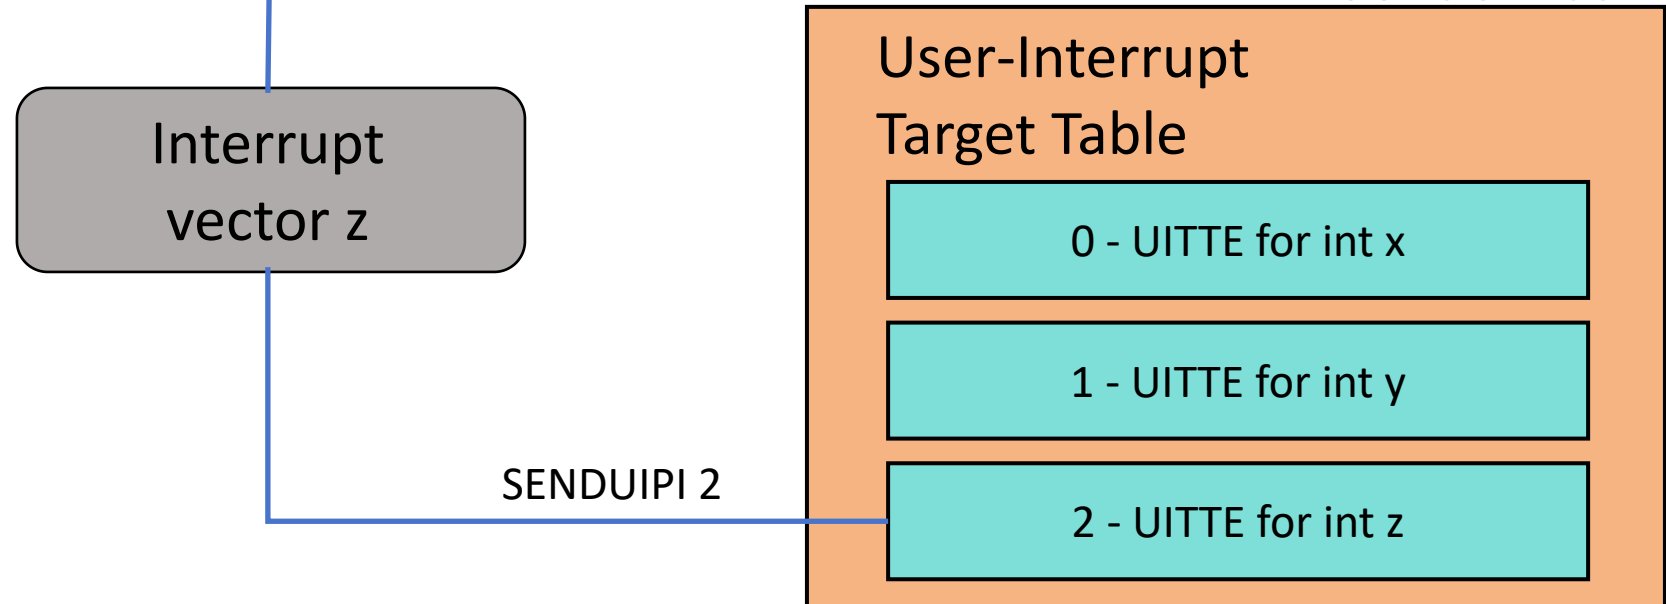 Interrupt
vector z
SENDUIPI 2
User-Interrupt
Target Table
0 - UITTE for int x
1 - UITTE for int y
2 - UITTE for int z